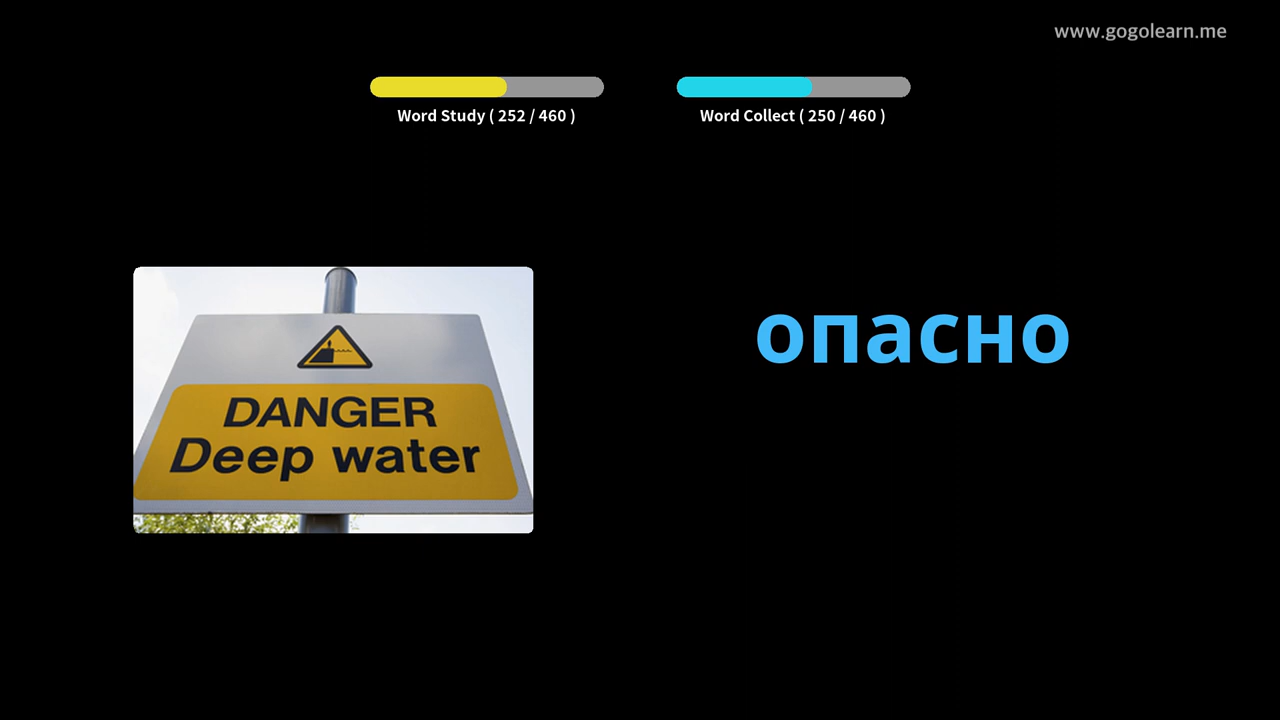 www.gogolearn.me
Word Study ( 252 / 460 )
Word Collect ( 250 / 460 )
DANGER
Deep water
опасно